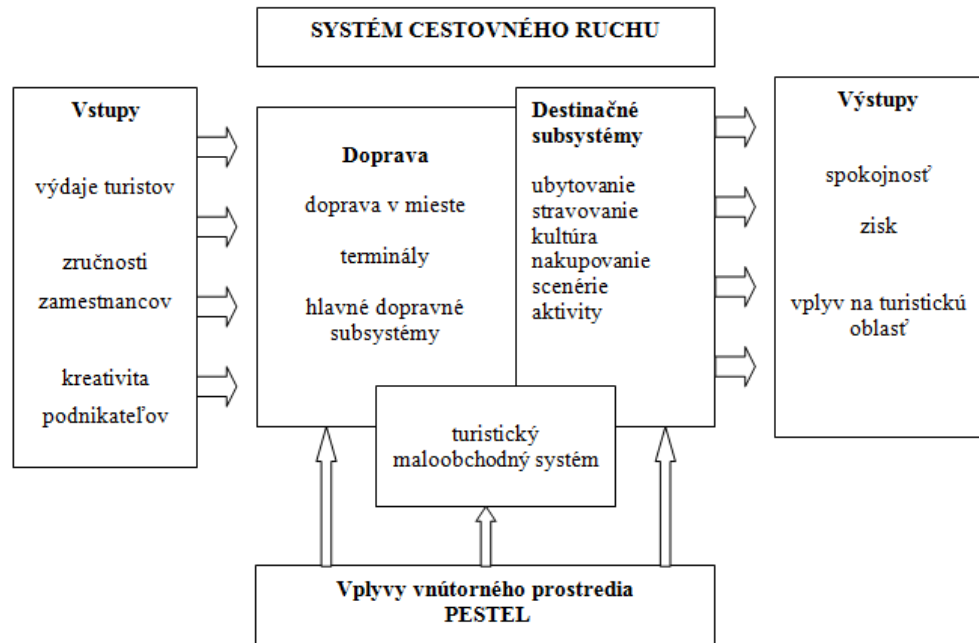 SYSTÉM CESTOVNÉHO RUCHU
Vstupy
výdaje turistov
zručnosti
zamestnancov
kreativita
podnikateľov
Doprava
doprava v mieste
terminály
hlavné dopravné
subsystémy
Destinačné
subsystémy
ubytovanie
stravovanie
kultúra
nakupovanie
scenérie
aktivity
turistický
maloobchodný systém
Výstupy
spokojnosť
zisk
vplyv na turistickú
oblasť
Vplyvy vnútorného prostredia
PESTEL